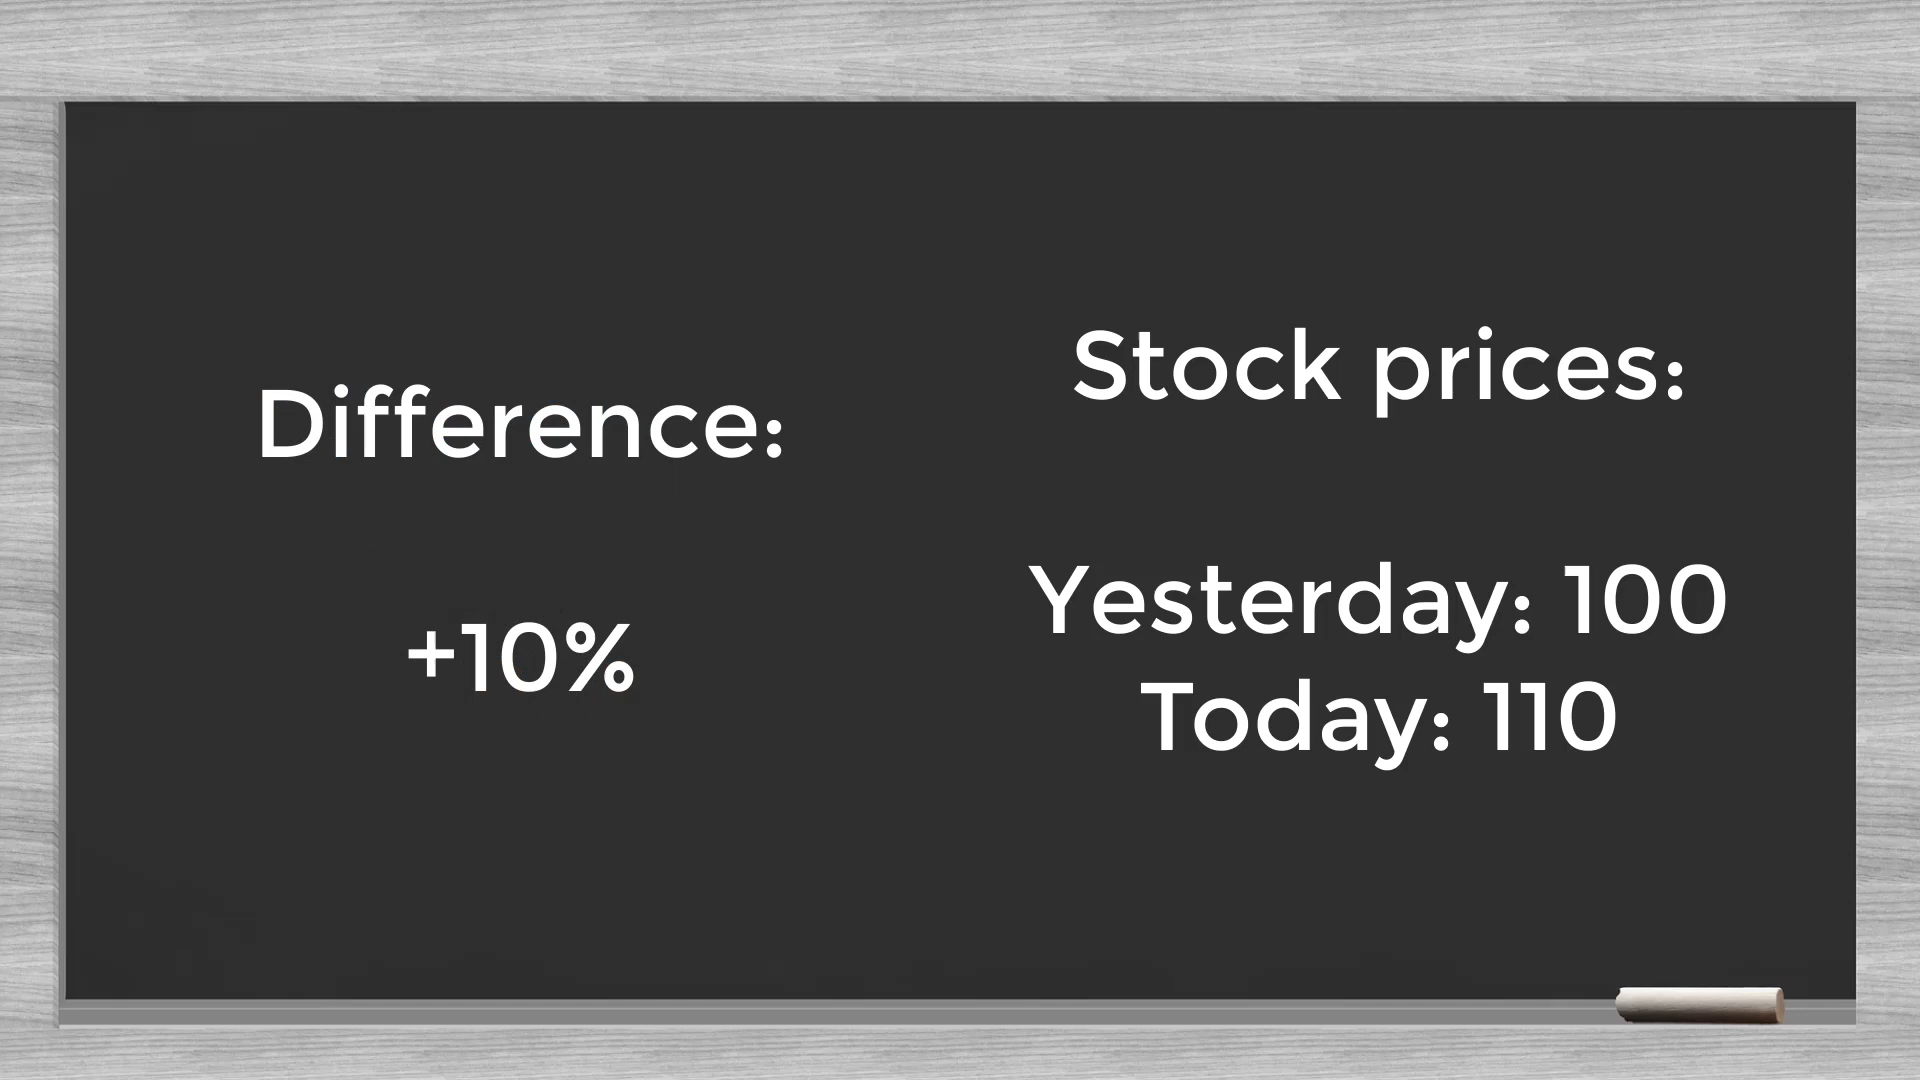 Difference:
+10%
Stock prices:
Yesterday: 100
Today: 110